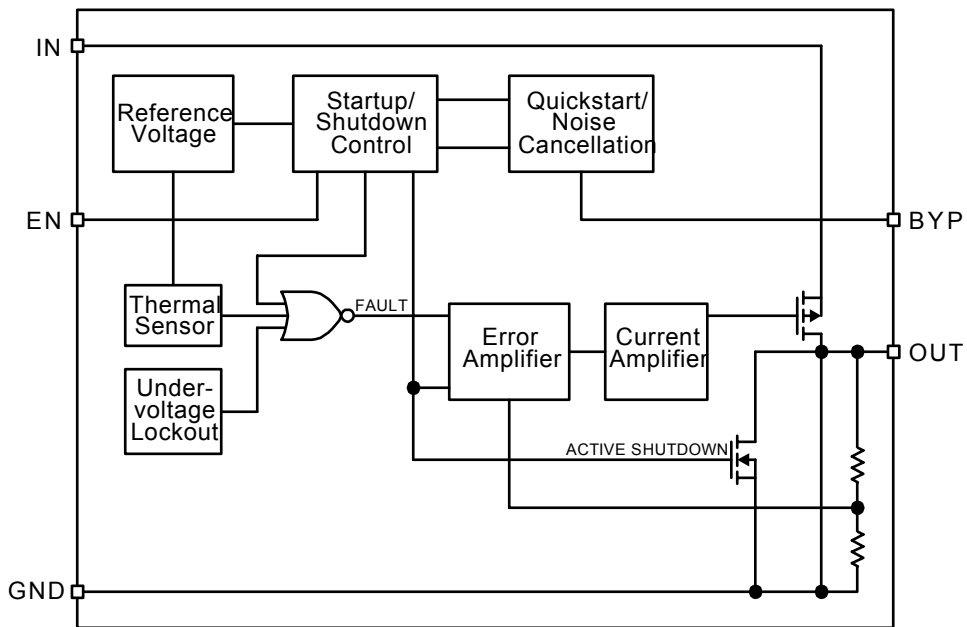 IN
Reference
Voltage
Startup/
Shutdown
Control
Quickstart/
Noise
Cancellation
EN
BYP
Thermal
Sensor
FAULT
Error
Amplifier
Current
Amplifier
OUT
Under-
voltage
Lockout
ACTIVE SHUTDOWN
GND